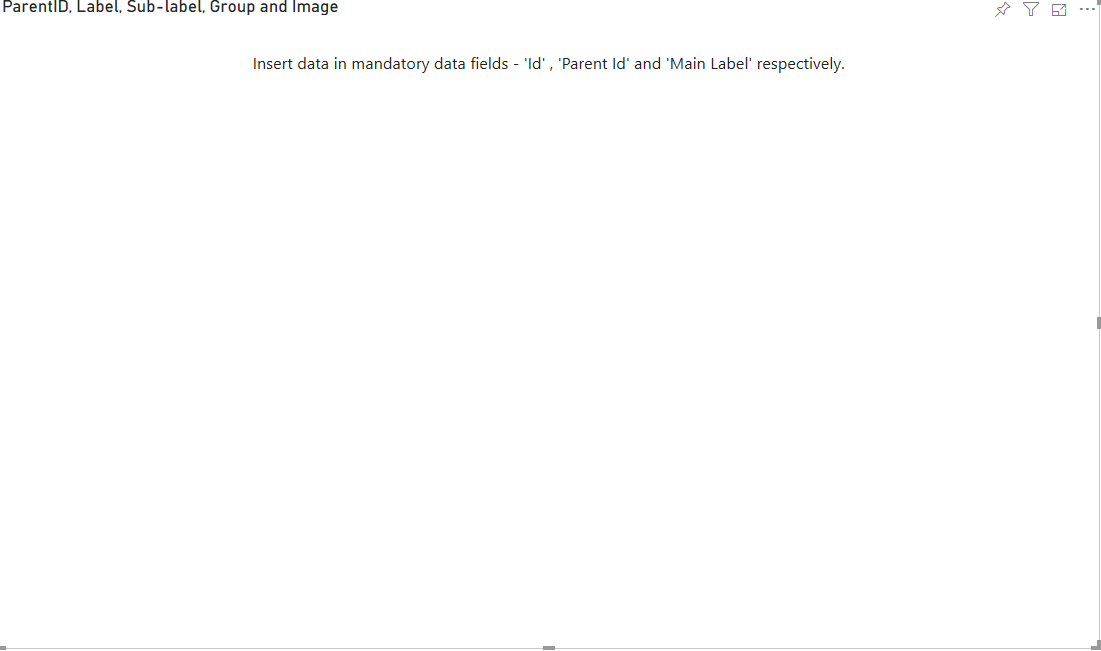 ParentID, Label, Sub-label, Group and Image
Insert data in mandatory data fields - 'Id' , 'Parent Id' and 'Main Label' respectively.